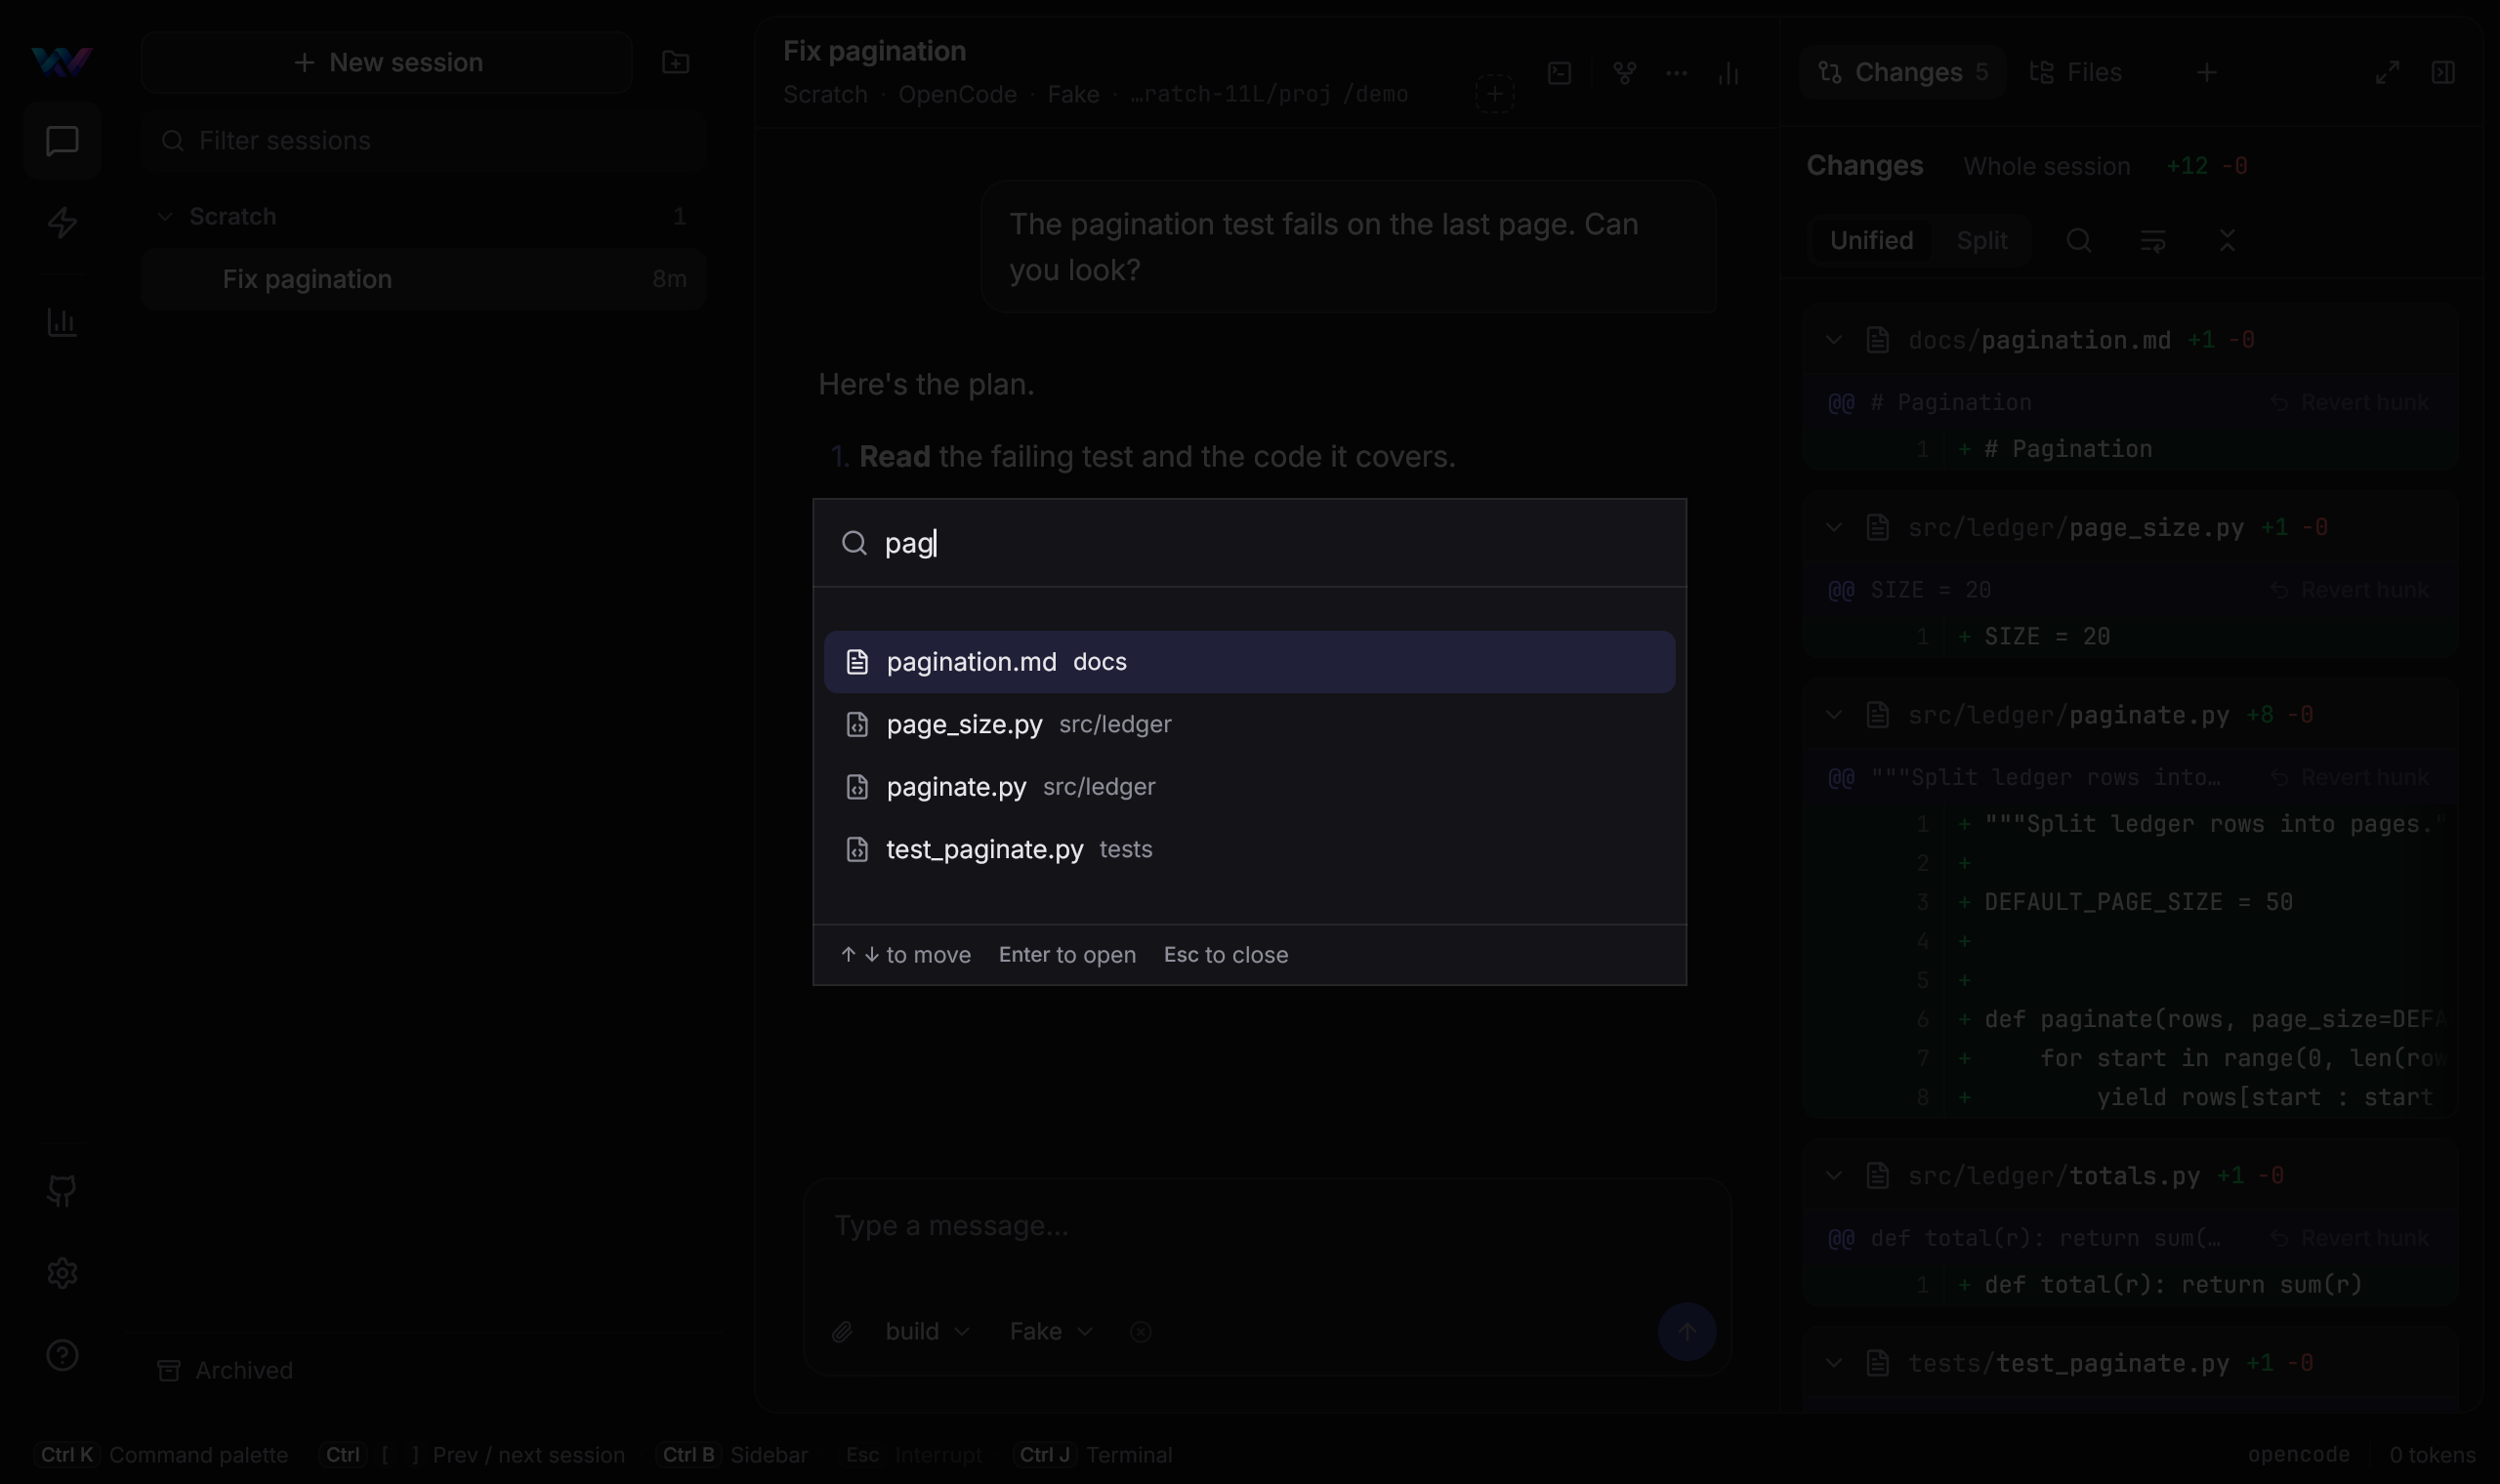 New session
Filter sessions
Scratch 1
Fix pagination 8m
Archived
Fix pagination
Scratch · OpenCode · Fake · …ratch-11L/proj /demo
The pagination test fails on the last page. Can
you look?
Here's the plan.
1. Read the failing test and the code it covers.
pag
pagination.md docs
page_size.py src/ledger
paginate.py src/ledger
test_paginate.py tests
↑ ↓ to move Enter to open Esc to close
Type a message...
build Fake
Changes 5 Files
Changes Whole session +12 -0
Unified Split
docs/pagination.md +1 -0
@@ # Pagination Revert hunk
1 + # Pagination
src/ledger/page_size.py +1 -0
@@ SIZE = 20 Revert hunk
1 + SIZE = 20
src/ledger/paginate.py +8 -0
@@ """Split ledger rows into… Revert hunk
1 + """Split ledger rows into pages."
2 +
3 + DEFAULT_PAGE_SIZE = 50
4 +
5 +
6 + def paginate(rows, page_size=DEFA
7 + for start in range(0, len(row
8 + yield rows[start : start
src/ledger/totals.py +1 -0
@@ def total(r): return sum(… Revert hunk
1 + def total(r): return sum(r)
tests/test_paginate.py +1 -0
Ctrl K Command palette Ctrl [ ] Prev / next session Ctrl B Sidebar Esc Interrupt Ctrl J Terminal
opencode 0 tokens